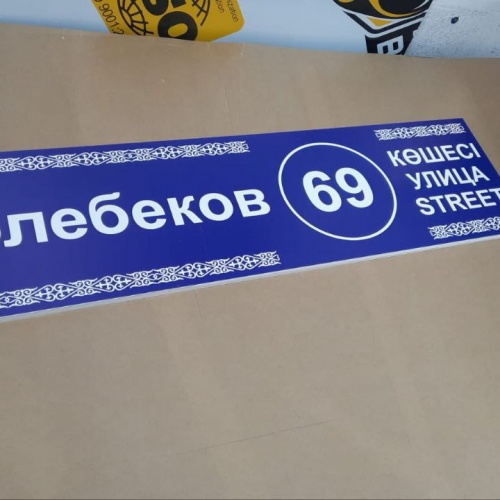 лебеков
69
КӨШЕСІ
УЛИЦА
STREET